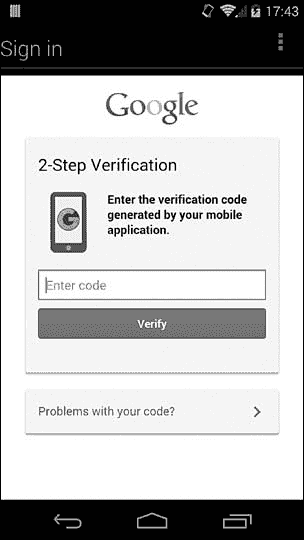 17:43
Sign in
Google
2-Step Verification
Enter the verification code
generated by your mobile
application.
Enter code
Verify
Problems with your code?